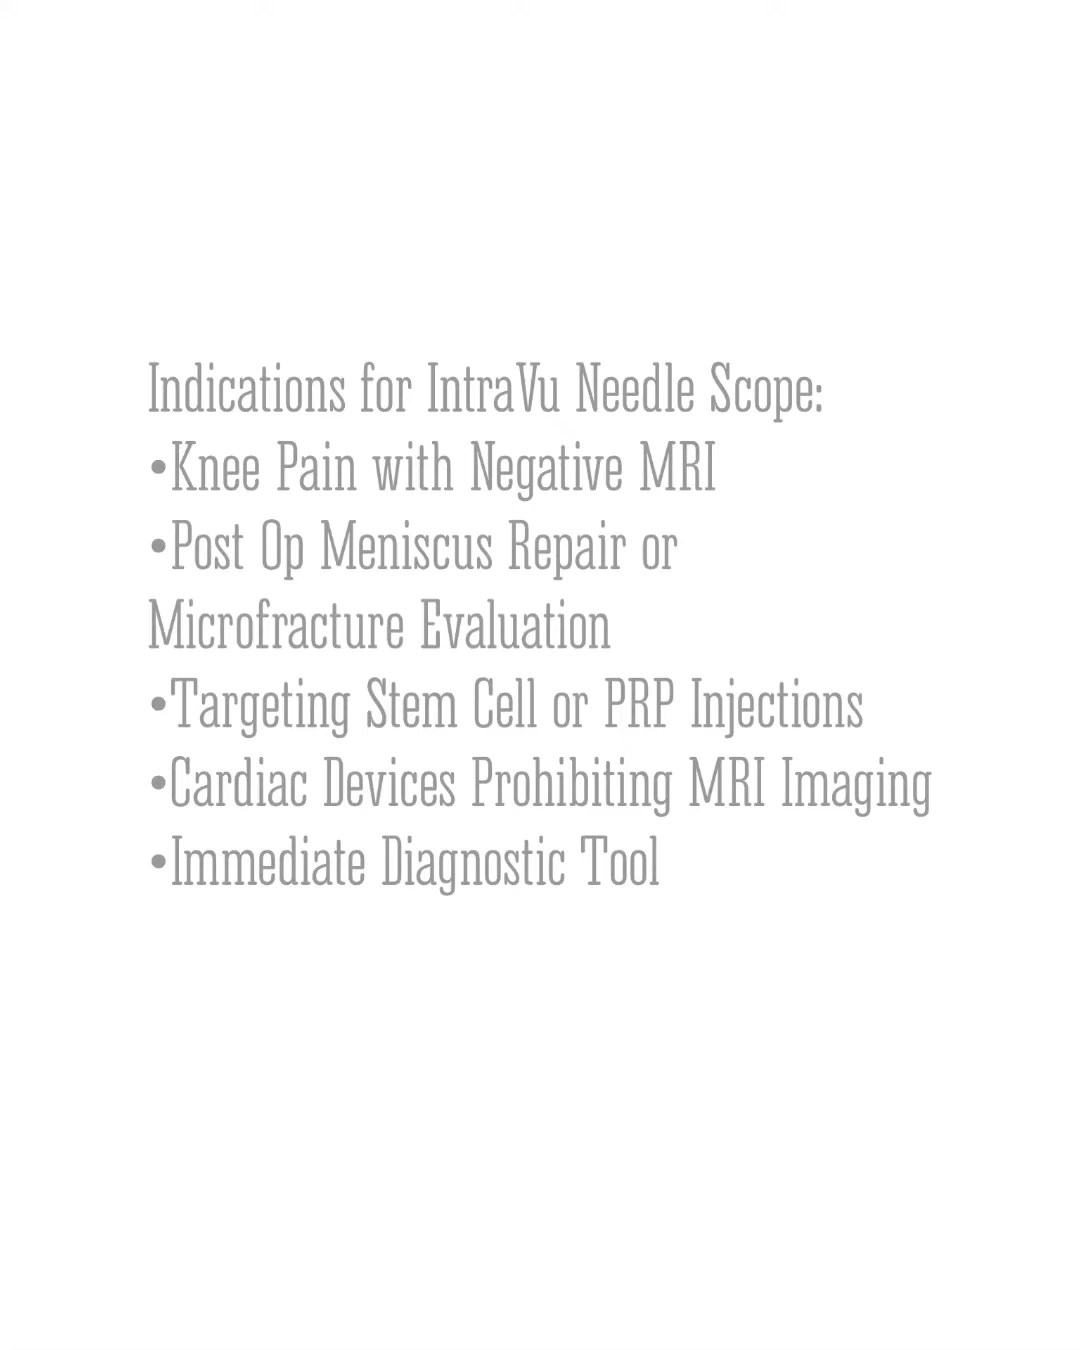 Indications for IntraVu Needle Scope:
•Knee Pain with Negative MRI
•Post Op Meniscus Repair or
Microfracture Evaluation
•Targeting Stem Cell or PRP Injections
•Cardiac Devices Prohibiting MRI Imaging
•Immediate Diagnostic Tool